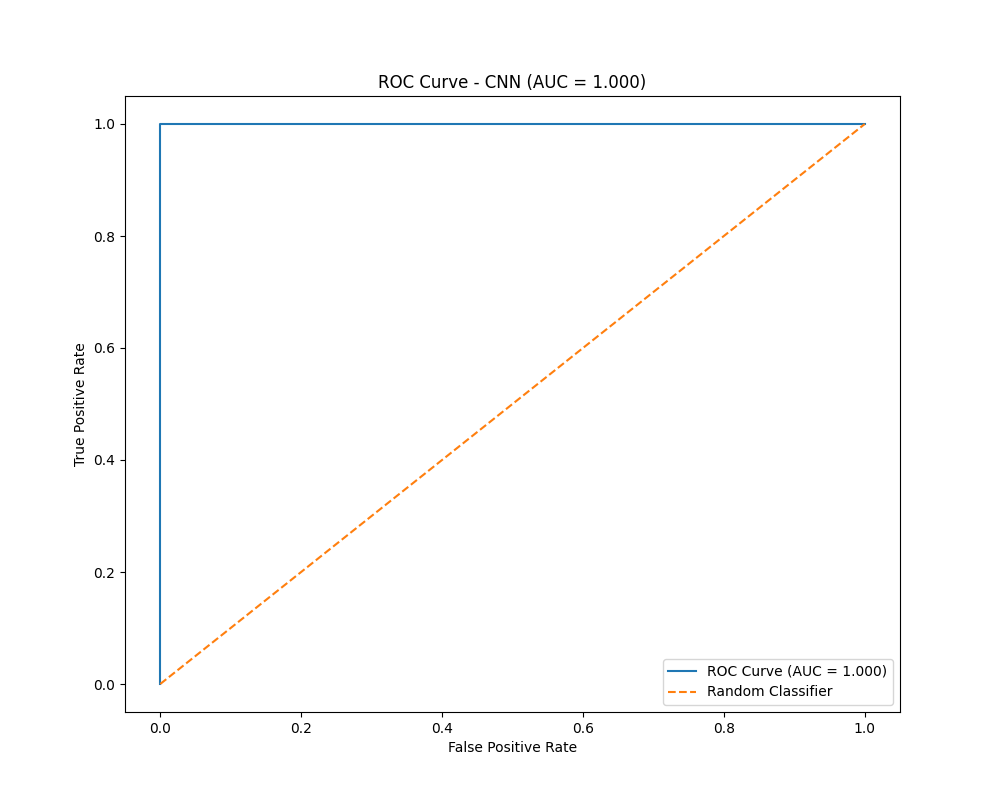 ROC Curve - CNN (AUC = 1.000)
True Positive Rate
1.0
0.8
0.6
0.4
0.2
0.0
ROC Curve (AUC = 1.000)
Random Classifier
0.0 0.2 0.4 0.6 0.8 1.0
False Positive Rate